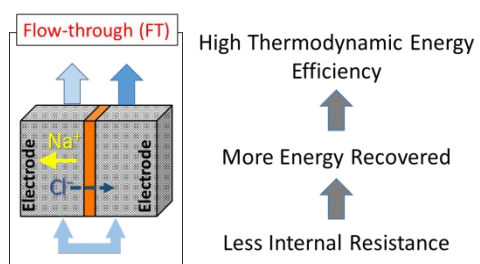 Flow-through (FT)
Electrode
Na⁺
Cl⁻
Electrode
High Thermodynamic Energy
Efficiency
More Energy Recovered
Less Internal Resistance